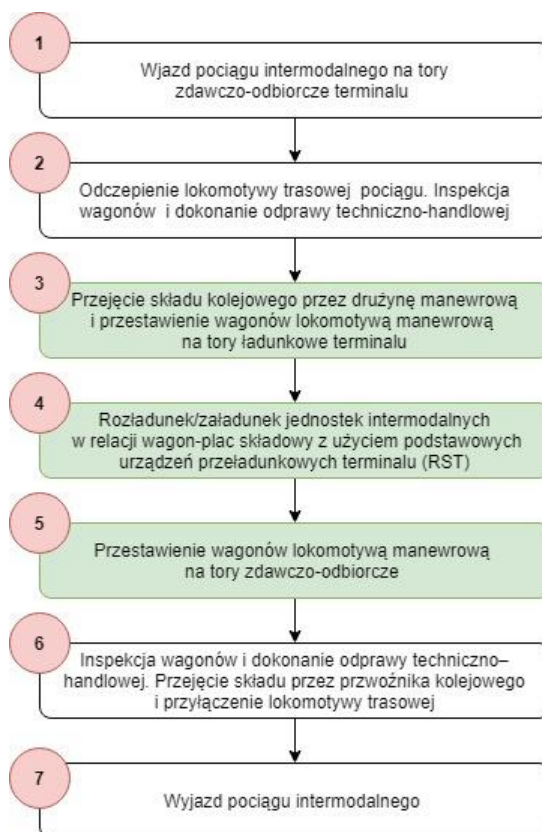 1
Wjazd pociągu intermodalnego na tory
zdawczo-odbiorcze terminalu
2
Odczepienie lokomotywy trasowej pociągu. Inspekcja
wagonów i dokonanie odprawy techniczno-handlowej
3
Przejęcie składu kolejowego przez drużynę manewrową
i przestawienie wagonów lokomotywą manewrową
na tory ładunkowe terminalu
4
Rozładunek/załadunek jednostek intermodalnych
w relacji wagon-plac składowy z użyciem podstawowych
urządzeń przeładunkowych terminalu (RST)
5
Przestawienie wagonów lokomotywą manewrową
na tory zdawczo-odbiorcze
6
Inspekcja wagonów i dokonanie odprawy techniczno–
handlowej. Przejęcie składu przez przwoźnika kolejowego
i przyłączenie lokomotywy trasowej
7
Wyjazd pociągu intermodalnego